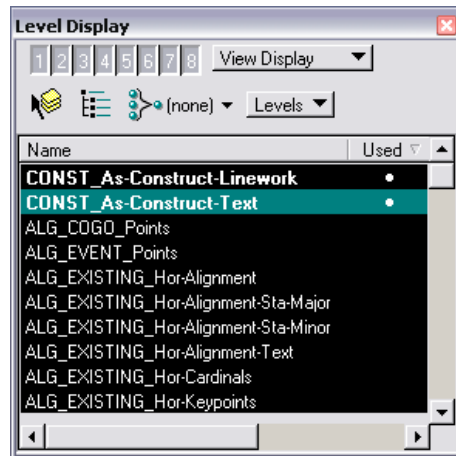 Level Display
1 2 3 4 5 6 7 8 View Display
(none) Levels
Name Used
CONST_As-Construct-Linework
CONST_As-Construct-Text
ALG_COGO_Points
ALG_EVENT_Points
ALG_EXISTING_Hor-Alignment
ALG_EXISTING_Hor-Alignment-Sta-Major
ALG_EXISTING_Hor-Alignment-Sta-Minor
ALG_EXISTING_Hor-Alignment-Text
ALG_EXISTING_Hor-Cardinals
ALG_EXISTING_Hor-Keypoints